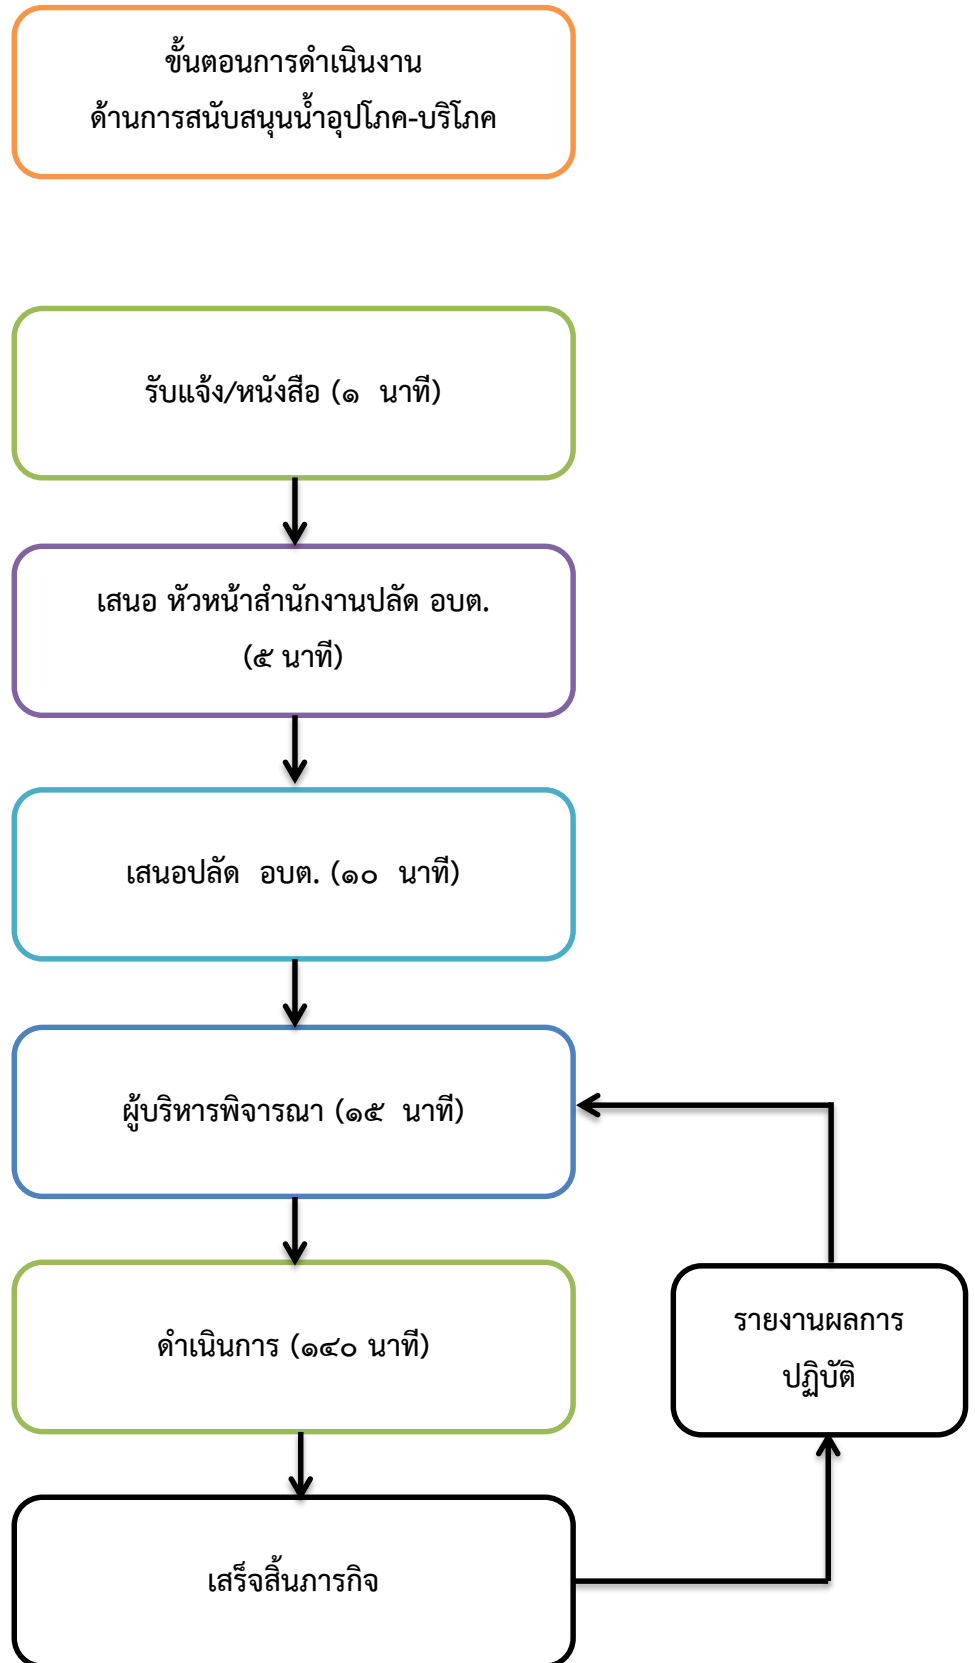 ขั้นตอนการดำเนินงาน
ด้านการสนับสนุนน้ำอุปโภค-บริโภค
รับแจ้ง/หนังสือ (๑ นาที)
เสนอ หัวหน้าสำนักงานปลัด อบต.
(๕ นาที)
เสนอปลัด อบต. (๑๐ นาที)
ผู้บริหารพิจารณา (๑๕ นาที)
ดำเนินการ (๑๔๐ นาที)
รายงานผลการ
ปฏิบัติ
เสร็จสิ้นภารกิจ